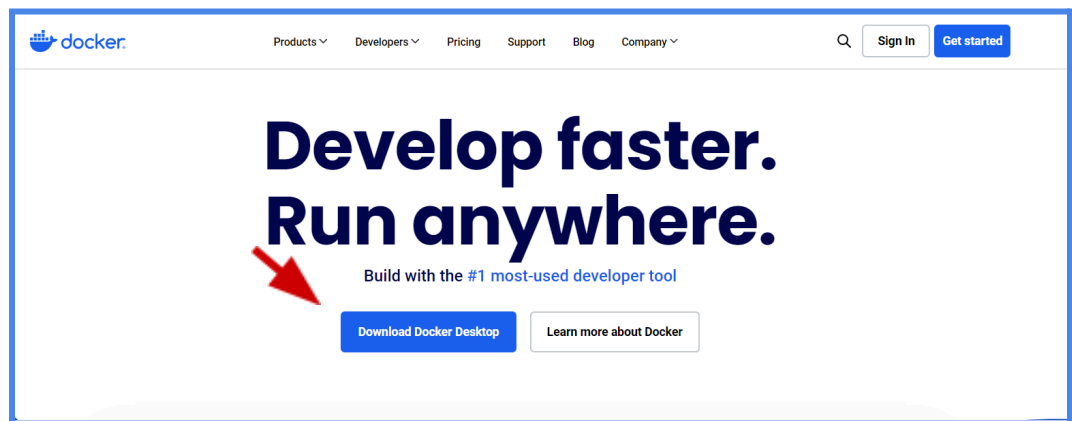 docker
Products Developers Pricing Support Blog Company Sign In Get started
Develop faster.
Run anywhere.
Build with the #1 most-used developer tool
Download Docker Desktop Learn more about Docker